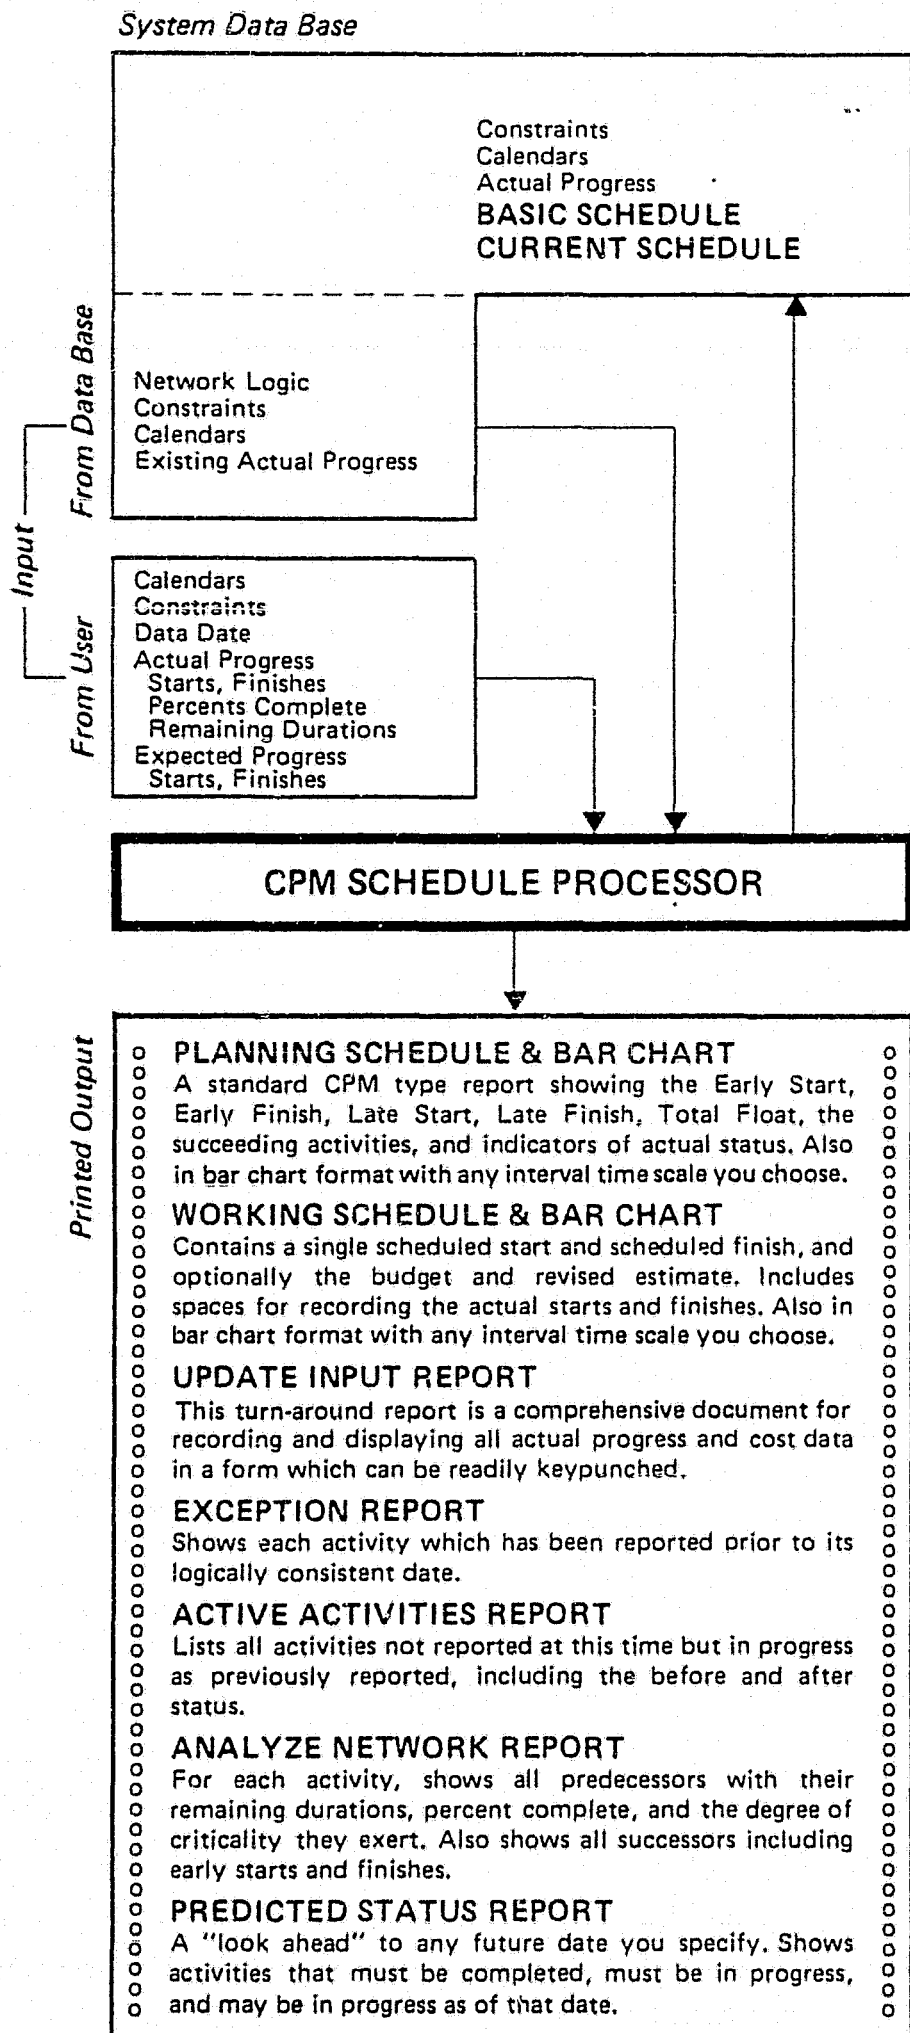 System Data Base
Constraints
Calendars
Actual Progress
BASIC SCHEDULE
CURRENT SCHEDULE
From Data Base
Network Logic
Constraints
Calendars
Existing Actual Progress
Input
From User
Calendars
Constraints
Data Date
Actual Progress
Starts, Finishes
Percents Complete
Remaining Durations
Expected Progress
Starts, Finishes
CPM SCHEDULE PROCESSOR
Printed Output
PLANNING SCHEDULE & BAR CHART
A standard CPM type report showing the Early Start,
Early Finish, Late Start, Late Finish, Total Float, the
succeeding activities, and indicators of actual status. Also
in bar chart format with any interval time scale you choose.
WORKING SCHEDULE & BAR CHART
Contains a single scheduled start and scheduled finish, and
optionally the budget and revised estimate. Includes
spaces for recording the actual starts and finishes. Also in
bar chart format with any interval time scale you choose.
UPDATE INPUT REPORT
This turn-around report is a comprehensive document for
recording and displaying all actual progress and cost data
in a form which can be readily keypunched.
EXCEPTION REPORT
Shows each activity which has been reported prior to its
logically consistent date.
ACTIVE ACTIVITIES REPORT
Lists all activities not reported at this time but in progress
as previously reported, including the before and after
status.
ANALYZE NETWORK REPORT
For each activity, shows all predecessors with their
remaining durations, percent complete, and the degree of
criticality they exert. Also shows all successors including
early starts and finishes.
PREDICTED STATUS REPORT
A "look ahead" to any future date you specify. Shows
activities that must be completed, must be in progress,
and may be in progress as of that date.